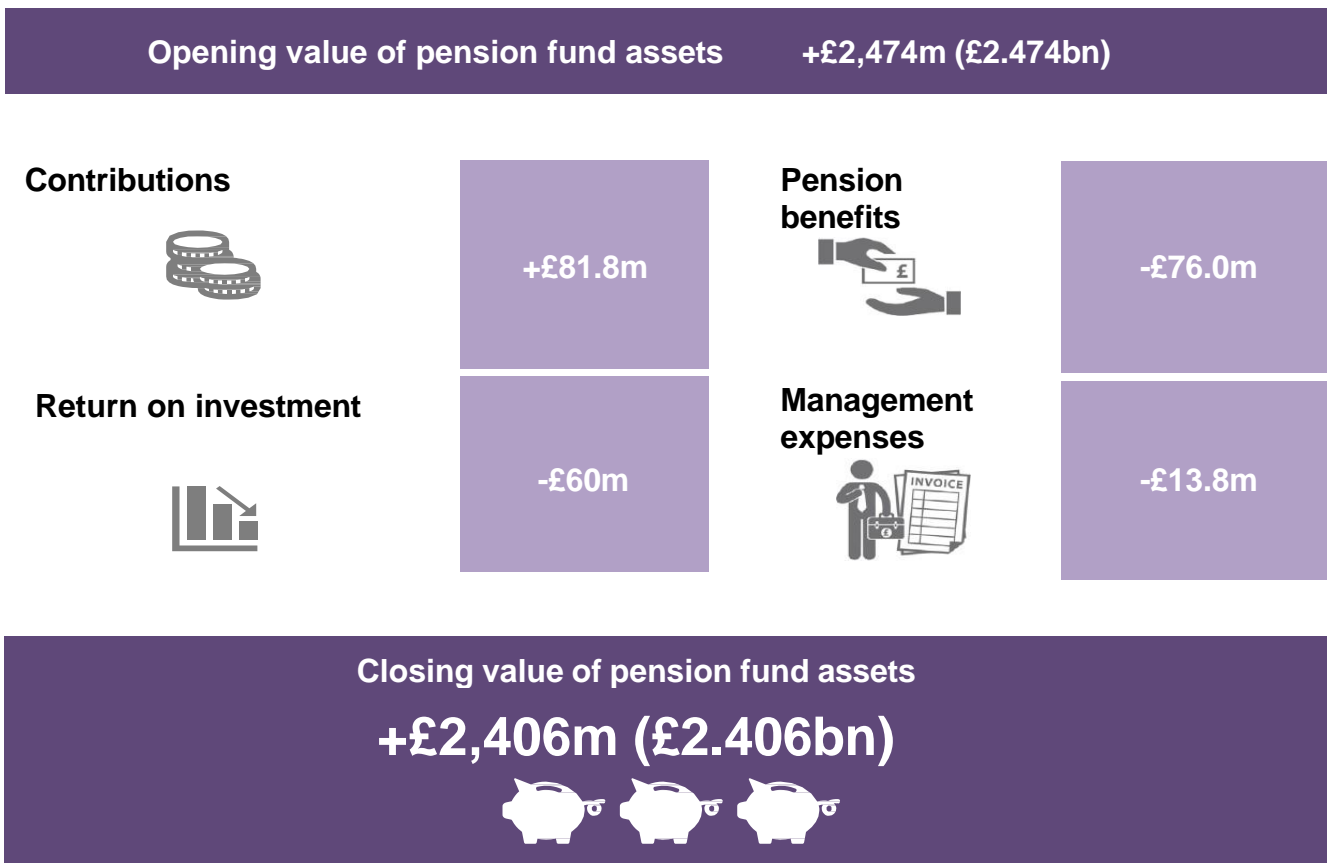 Opening value of pension fund assets +£2,474m (£2.474bn)
Contributions
+£81.8m
Pension
benefits
£
-£76.0m
Return on investment
-£60m
Management
expenses
INVOICE
£
-£13.8m
Closing value of pension fund assets
+£2,406m (£2.406bn)